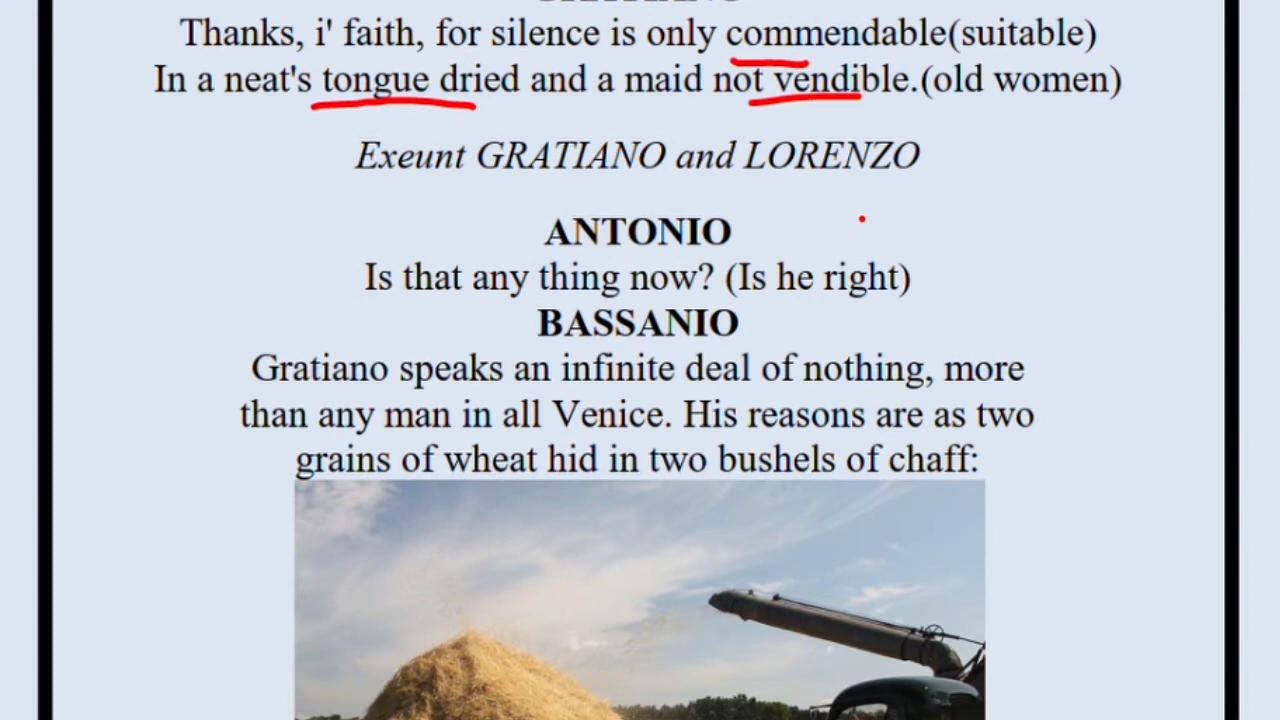 Thanks, i' faith, for silence is only commendable(suitable)
In a neat's tongue dried and a maid not vendible.(old women)
Exeunt GRATIANO and LORENZO
ANTONIO
Is that any thing now? (Is he right)
BASSANIO
Gratiano speaks an infinite deal of nothing, more
than any man in all Venice. His reasons are as two
grains of wheat hid in two bushels of chaff: